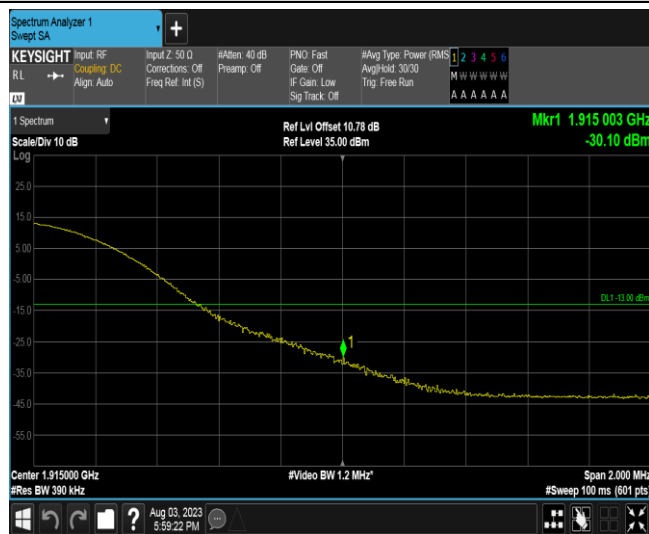 Spectrum Analyzer 1
Swept SA
KEYSIGHT
RL
LXI
Input: RF
Coupling: DC
Align: Auto
Input Z: 50 Ω
Corrections: Off
Freq Ref: Int (S)
#Atten: 40 dB
Preamp: Off
PNO: Fast
Gate: Off
IF Gain: Low
Sig Track: Off
#Avg Type: Power (RMS
Avg|Hold: 30/30
Trig: Free Run
1 2 3 4 5 6
M W W W W W
A A A A A A
1 Spectrum
Scale/Div 10 dB
Ref Lvl Offset 10.78 dB
Ref Level 35.00 dBm
Mkr1 1.915 003 GHz
-30.10 dBm
Log
25.0
15.0
5.00
-5.00
-15.0
-25.0
-35.0
-45.0
-55.0
DL1 -13.00 dBm
1
Center 1.915000 GHz
#Res BW 390 kHz
#Video BW 1.2 MHz*
Span 2.000 MHz
#Sweep 100 ms (601 pts)
?
Aug 03, 2023
5:59:22 PM